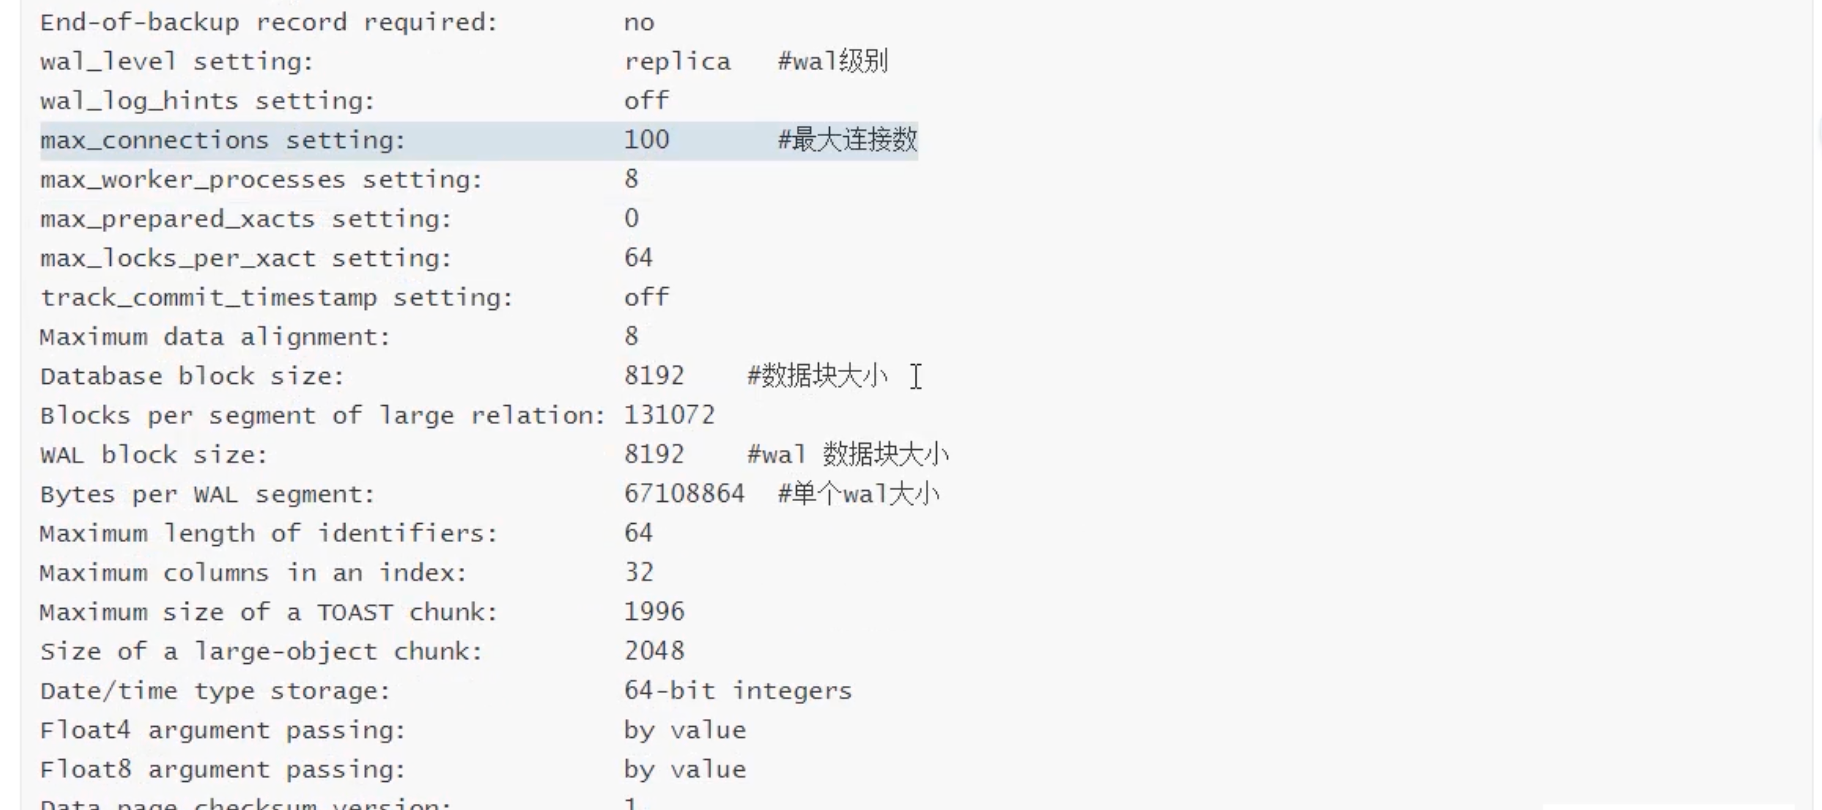 End-of-backup record required: no
wal_level setting: replica #wal级别
wal_log_hints setting: off
max_connections setting: 100 #最大连接数
max_worker_processes setting: 8
max_prepared_xacts setting: 0
max_locks_per_xact setting: 64
track_commit_timestamp setting: off
Maximum data alignment: 8
Database block size: 8192 #数据块大小
Blocks per segment of large relation: 131072
WAL block size: 8192 #wal 数据块大小
Bytes per WAL segment: 67108864 #单个wal大小
Maximum length of identifiers: 64
Maximum columns in an index: 32
Maximum size of a TOAST chunk: 1996
Size of a large-object chunk: 2048
Date/time type storage: 64-bit integers
Float4 argument passing: by value
Float8 argument passing: by value
Data page checksum version: 1